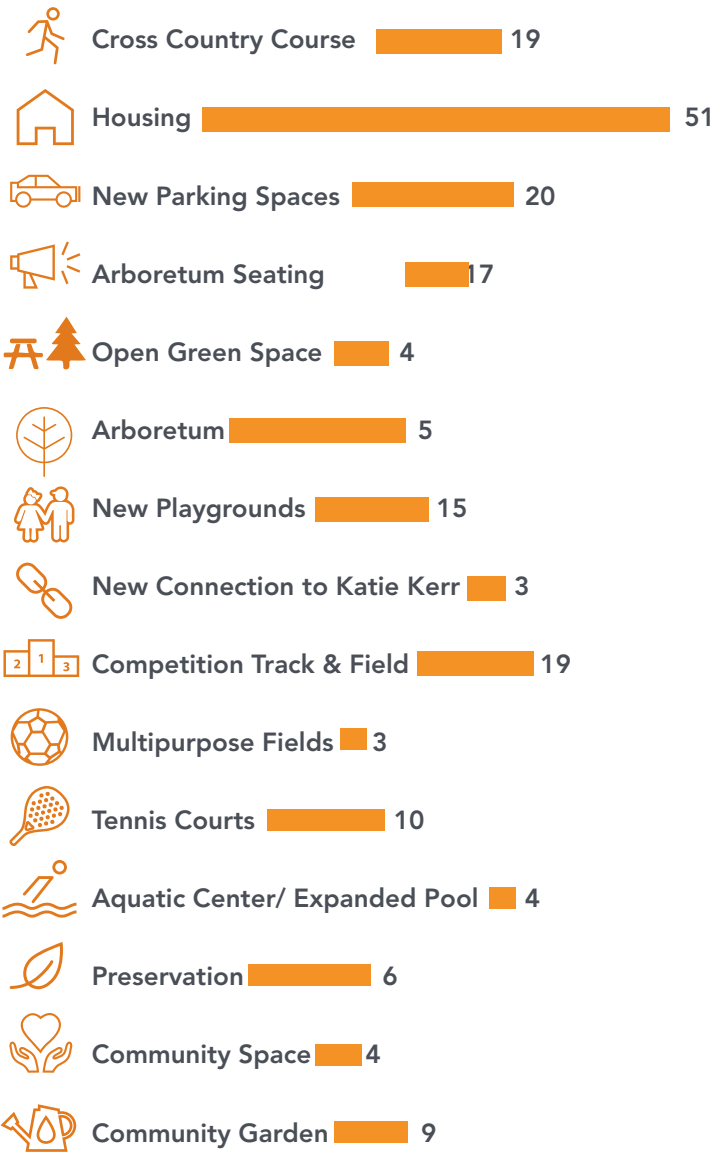 Cross Country Course 19
Housing 51
New Parking Spaces 20
Arboretum Seating 17
Open Green Space 4
Arboretum 5
New Playgrounds 15
New Connection to Katie Kerr 3
2 1 3 Competition Track & Field 19
Multipurpose Fields 3
Tennis Courts 10
Aquatic Center/ Expanded Pool 4
Preservation 6
Community Space 4
Community Garden 9